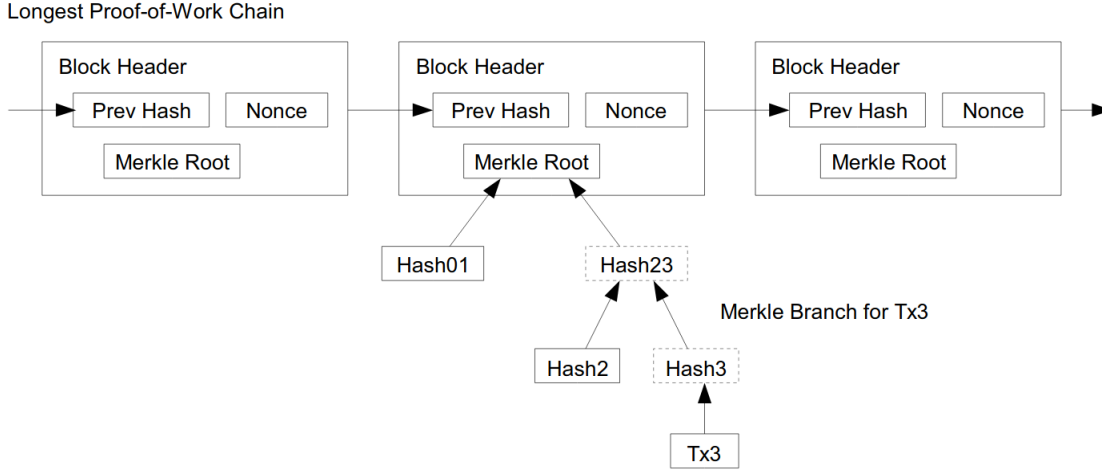 Longest Proof-of-Work Chain
Block Header
Prev Hash
Nonce
Merkle Root
Block Header
Prev Hash
Nonce
Merkle Root
Block Header
Prev Hash
Nonce
Merkle Root
Hash01
Hash23
Merkle Branch for Tx3
Hash2
Hash3
Tx3